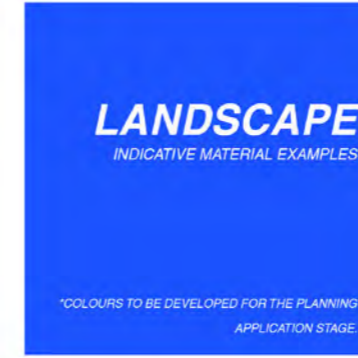 LANDSCAPE
INDICATIVE MATERIAL EXAMPLES
*COLOURS TO BE DEVELOPED FOR THE PLANNING
APPLICATION STAGE.